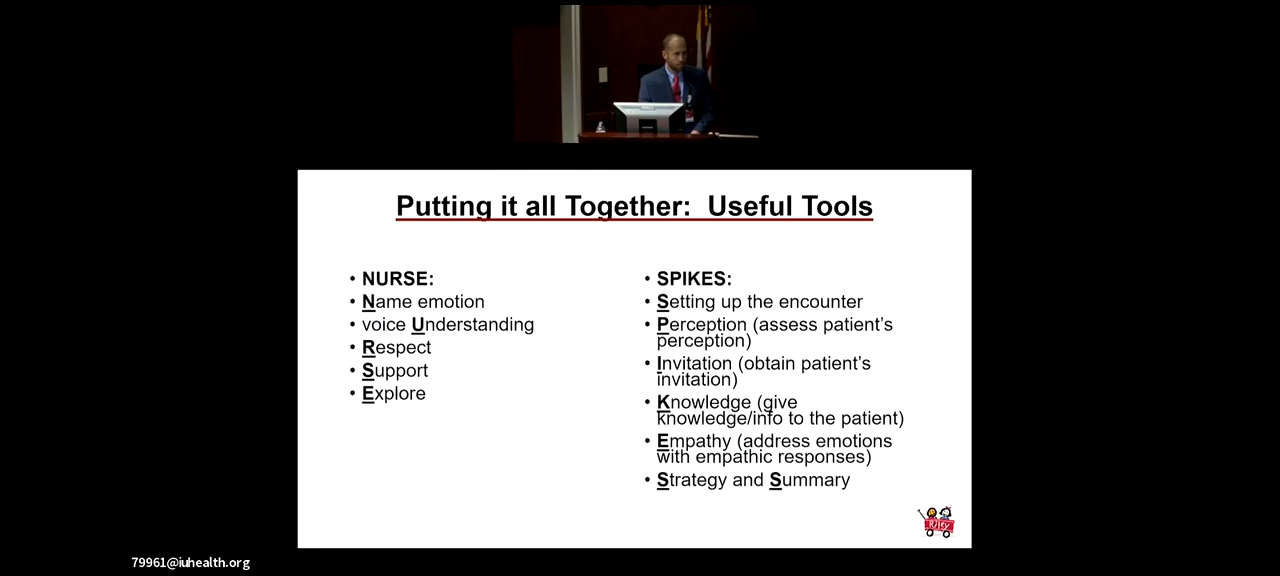 Putting it all Together:  Useful Tools
• NURSE:
• Name emotion
• voice Understanding
• Respect
• Support
• Explore
• SPIKES:
• Setting up the encounter
• Perception (assess patient’s
perception)
• Invitation (obtain patient’s
invitation)
• Knowledge (give
knowledge/info to the patient)
• Empathy (address emotions
with empathic responses)
• Strategy and Summary
Riley
79961@iuhealth.org